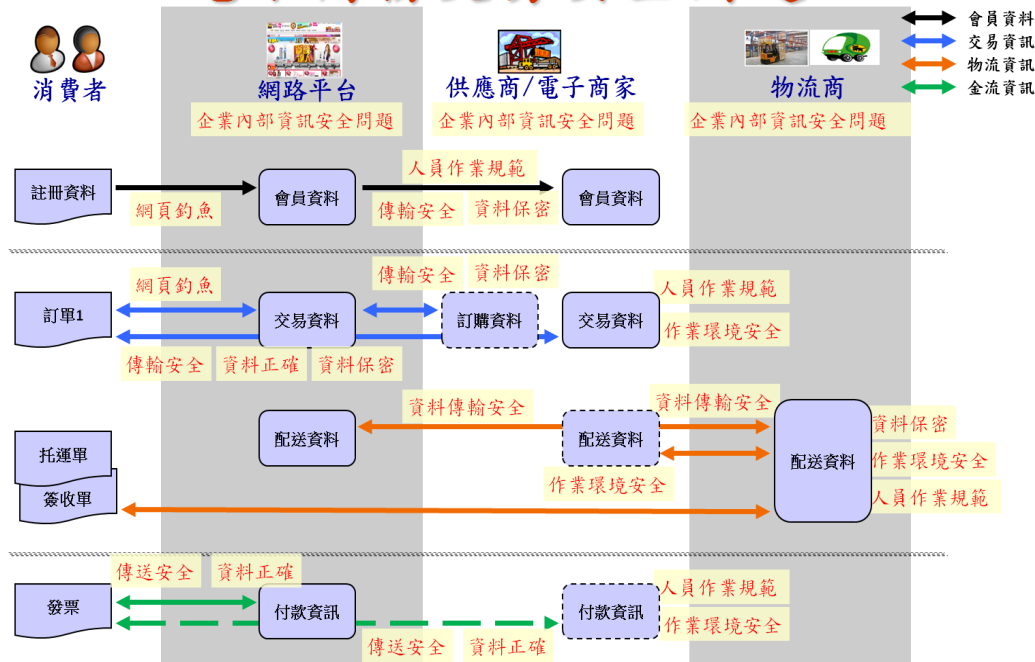 會員資料
交易資訊
物流資訊
金流資訊
消費者
網路平台
供應商/電子商家
物流商
企業內部資訊安全問題
企業內部資訊安全問題
企業內部資訊安全問題
註冊資料
網頁釣魚
會員資料
人員作業規範
傳輸安全
資料保密
會員資料
訂單1
網頁釣魚
交易資料
傳輸安全
資料保密
訂購資料
交易資料
人員作業規範
作業環境安全
傳輸安全
資料正確
資料保密
托運單
簽收單
配送資料
資料傳輸安全
配送資料
作業環境安全
資料傳輸安全
配送資料
資料保密
作業環境安全
人員作業規範
發票
傳送安全
資料正確
付款資訊
傳送安全
資料正確
付款資訊
人員作業規範
作業環境安全